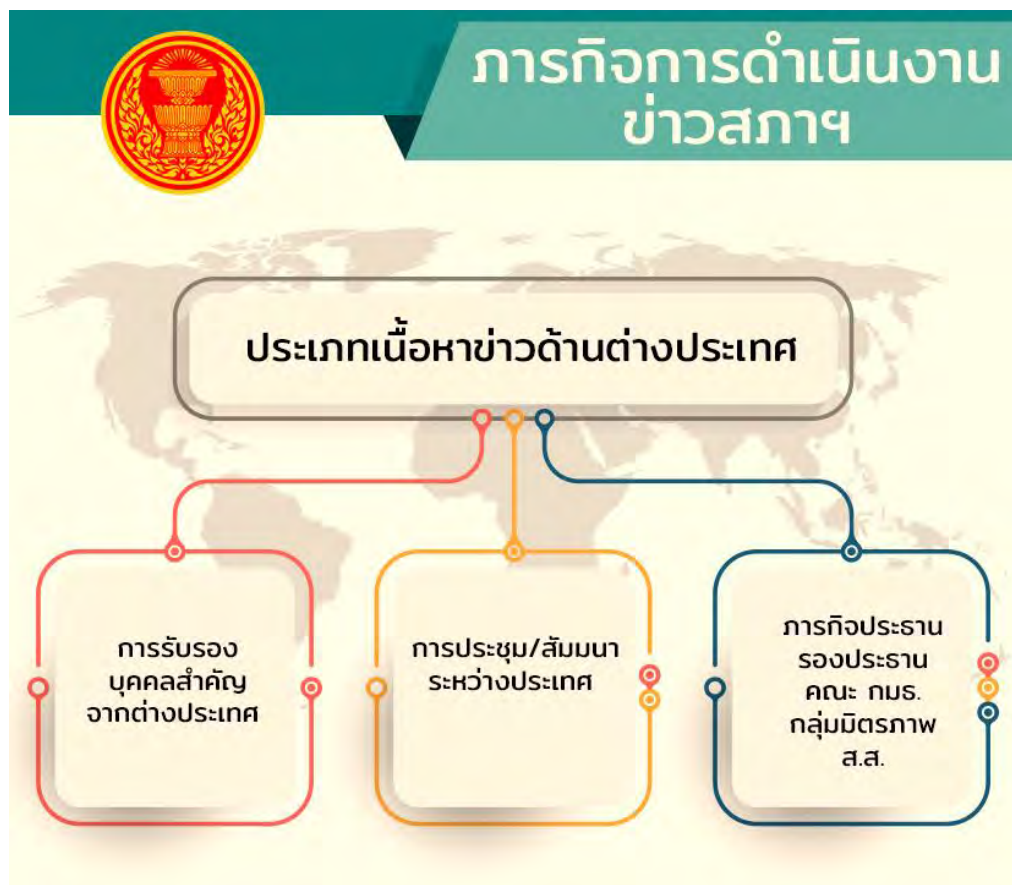 ภารกิจการดำเนินงาน
ข่าวสภาฯ
ประเภทเนื้อหาข่าวด้านต่างประเทศ
การรับรอง
บุคคลสำคัญ
จากต่างประเทศ
การประชุม/สัมมนา
ระหว่างประเทศ
ภารกิจประธาน
รองประธาน
คณะ กมธ.
กลุ่มมิตรภาพ
ส.ส.